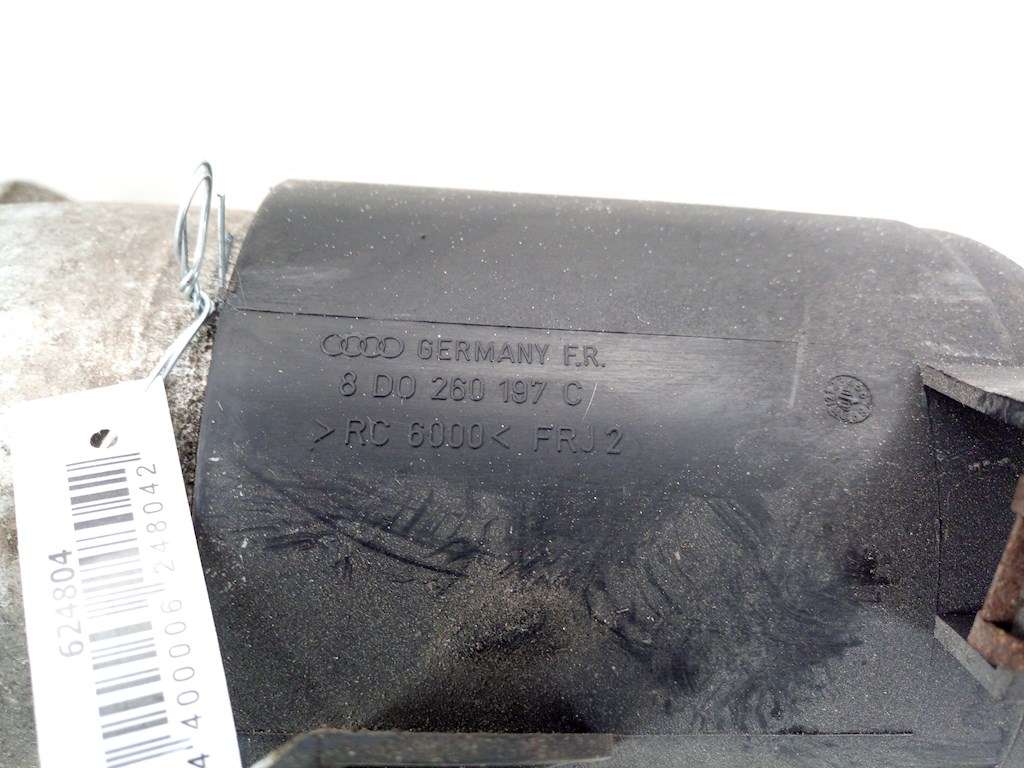 GERMANY F.R.
8 D0 260 197 C
>RC 6000< FRJ 2
624804
4 400006 248042